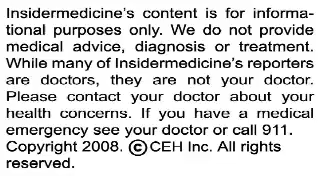 Insidermedicine's content is for informa-
tional purposes only. We do not provide
medical advice, diagnosis or treatment.
While many of Insidermedicine's reporters
are doctors, they are not your doctor.
Please contact your doctor about your
health concerns. If you have a medical
emergency see your doctor or call 911.
Copyright 2008. ©CEH Inc. All rights
reserved.